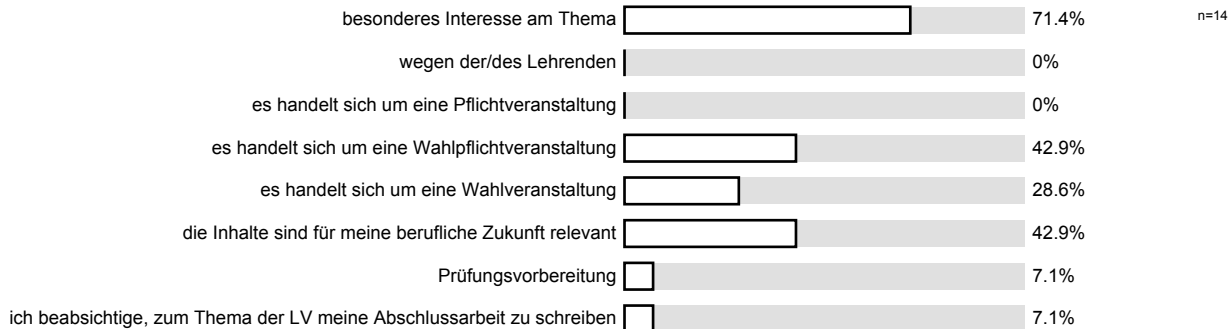 besonderes Interesse am Thema 71.4% n=14
wegen der/des Lehrenden 0%
es handelt sich um eine Pflichtveranstaltung 0%
es handelt sich um eine Wahlpflichtveranstaltung 42.9%
es handelt sich um eine Wahlveranstaltung 28.6%
die Inhalte sind für meine berufliche Zukunft relevant 42.9%
Prüfungsvorbereitung 7.1%
ich beabsichtige, zum Thema der LV meine Abschlussarbeit zu schreiben 7.1%